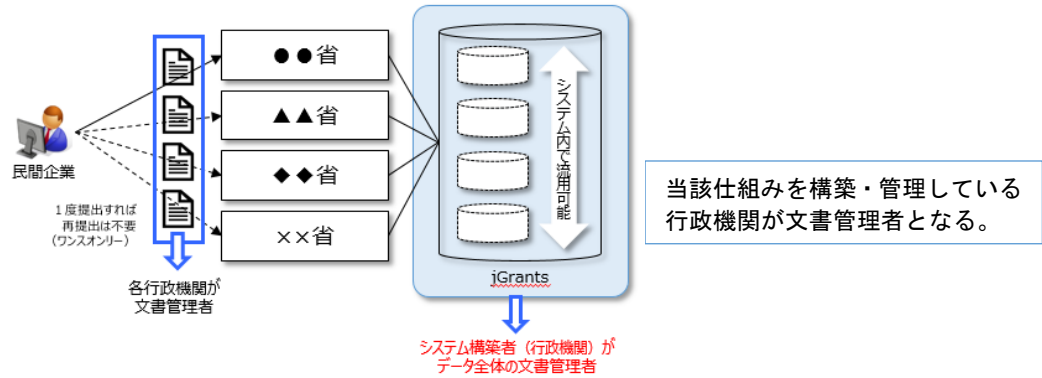 ●●省
▲▲省
◆◆省
××省
民間企業
1度提出すれば
再提出は不要
(ワンスオンリー)
各行政機関が
文書管理者
システム内で流用可能
jGrants
システム構築者（行政機関）が
データ全体の文書管理者
当該仕組みを構築・管理している
行政機関が文書管理者となる。